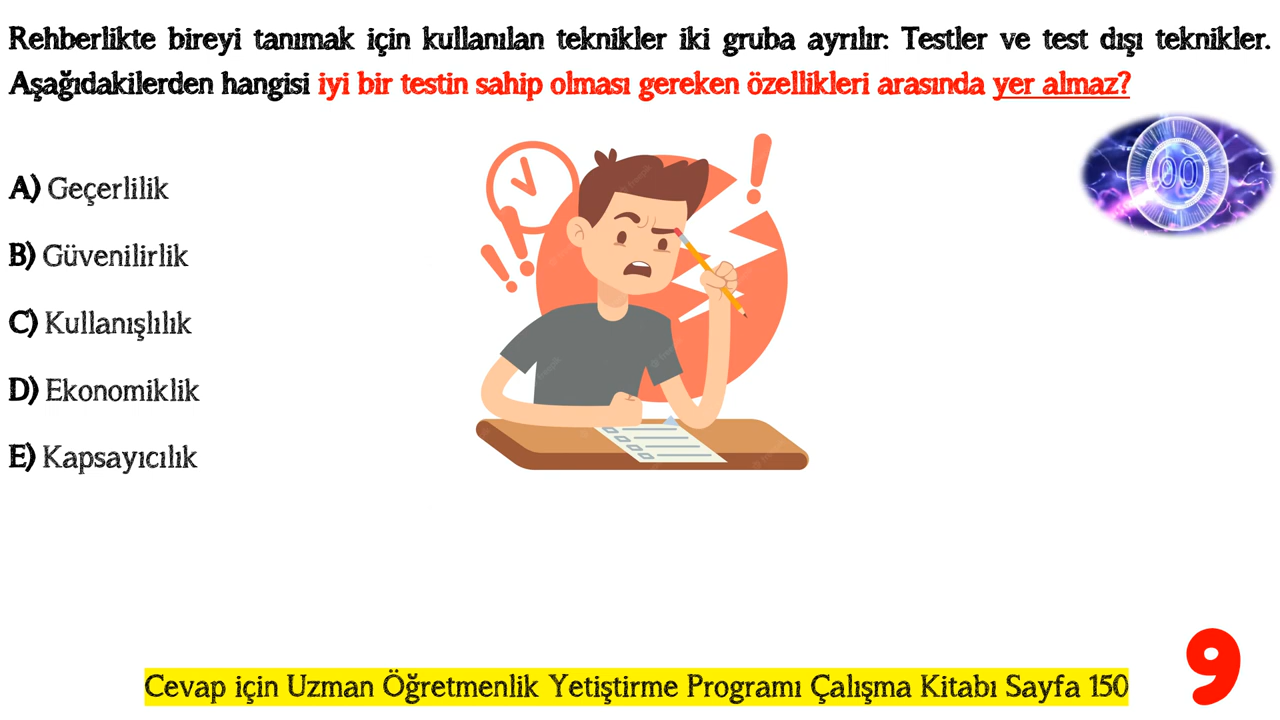 Rehberlikte bireyi tanımak için kullanılan teknikler iki gruba ayrılır: Testler ve test dışı teknikler.
Aşağıdakilerden hangisi iyi bir testin sahip olması gereken özellikleri arasında yer almaz?
00
A) Geçerlilik
B) Güvenilirlik
C) Kullanışlılık
D) Ekonomiklik
E) Kapsayıcılık
9
Cevap için Uzman Öğretmenlik Yetiştirme Programı Çalışma Kitabı Sayfa 150